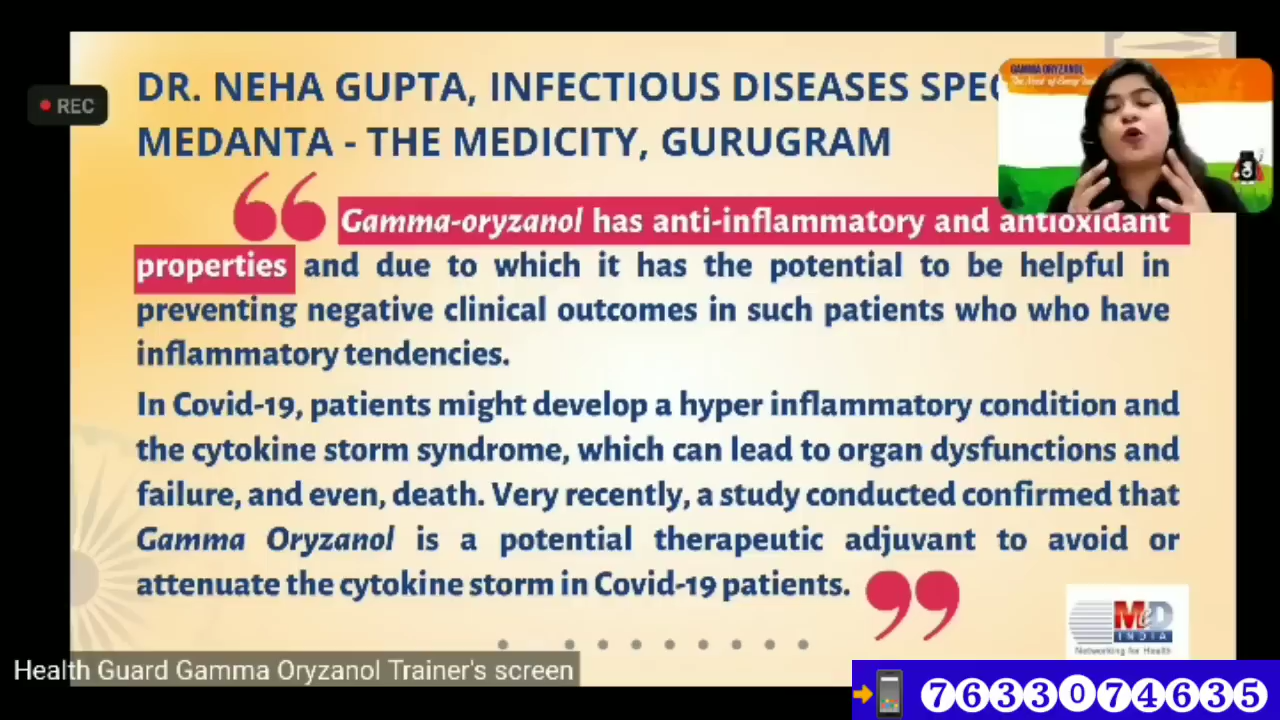 DR. NEHA GUPTA, INFECTIOUS DISEASES
MEDANTA - THE MEDICITY, GURUGRAM
REC
GAMMA ORYZANOL
“ Gamma-oryzanol has anti-inflammatory and antioxidant
properties and due to which it has the potential to be helpful in
preventing negative clinical outcomes in such patients who who have
inflammatory tendencies.
In Covid-19, patients might develop a hyper inflammatory condition and
the cytokine storm syndrome, which can lead to organ dysfunctions and
failure, and even, death. Very recently, a study conducted confirmed that
Gamma Oryzanol is a potential therapeutic adjuvant to avoid or
attenuate the cytokine storm in Covid-19 patients. ”
MeD
INDIA
Networking for Health
Health Guard Gamma Oryzanol Trainer's screen
7633074635